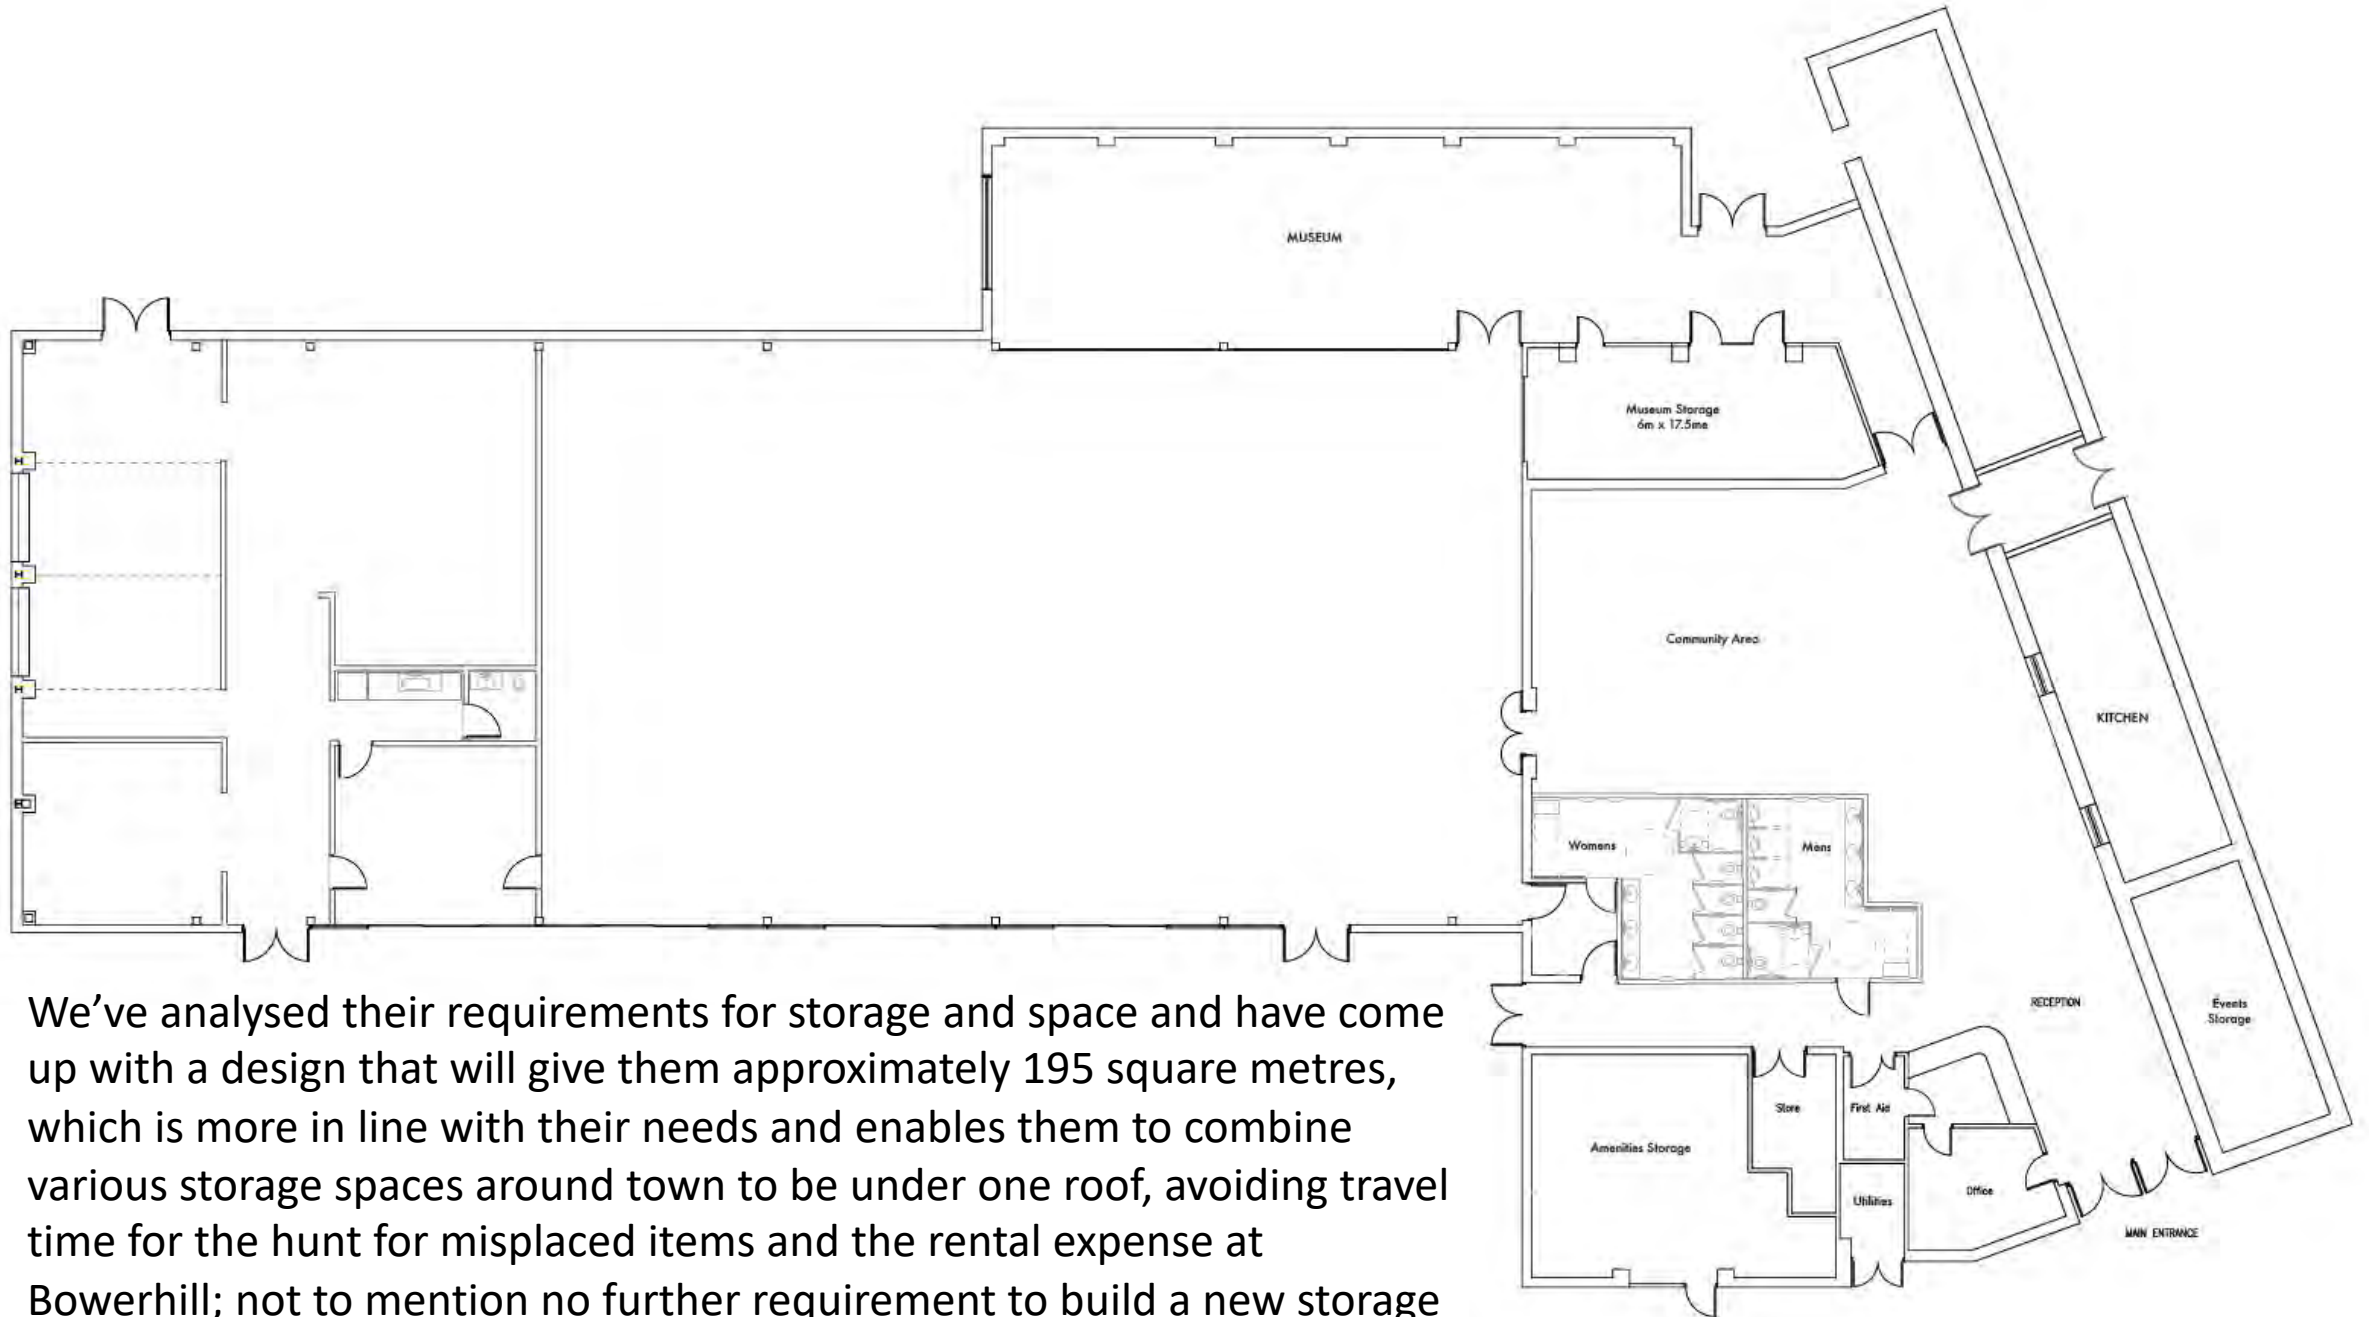 MUSEUM
Museum Storage
6m x 17.5me
Community Area
KITCHEN
Womens
Mens
RECEPTION
Events
Storage
Store
First Aid
Amenities Storage
Utilities
Office
MAIN ENTRANCE
We’ve analysed their requirements for storage and space and have come
up with a design that will give them approximately 195 square metres,
which is more in line with their needs and enables them to combine
various storage spaces around town to be under one roof, avoiding travel
time for the hunt for misplaced items and the rental expense at
Bowerhill; not to mention no further requirement to build a new storage